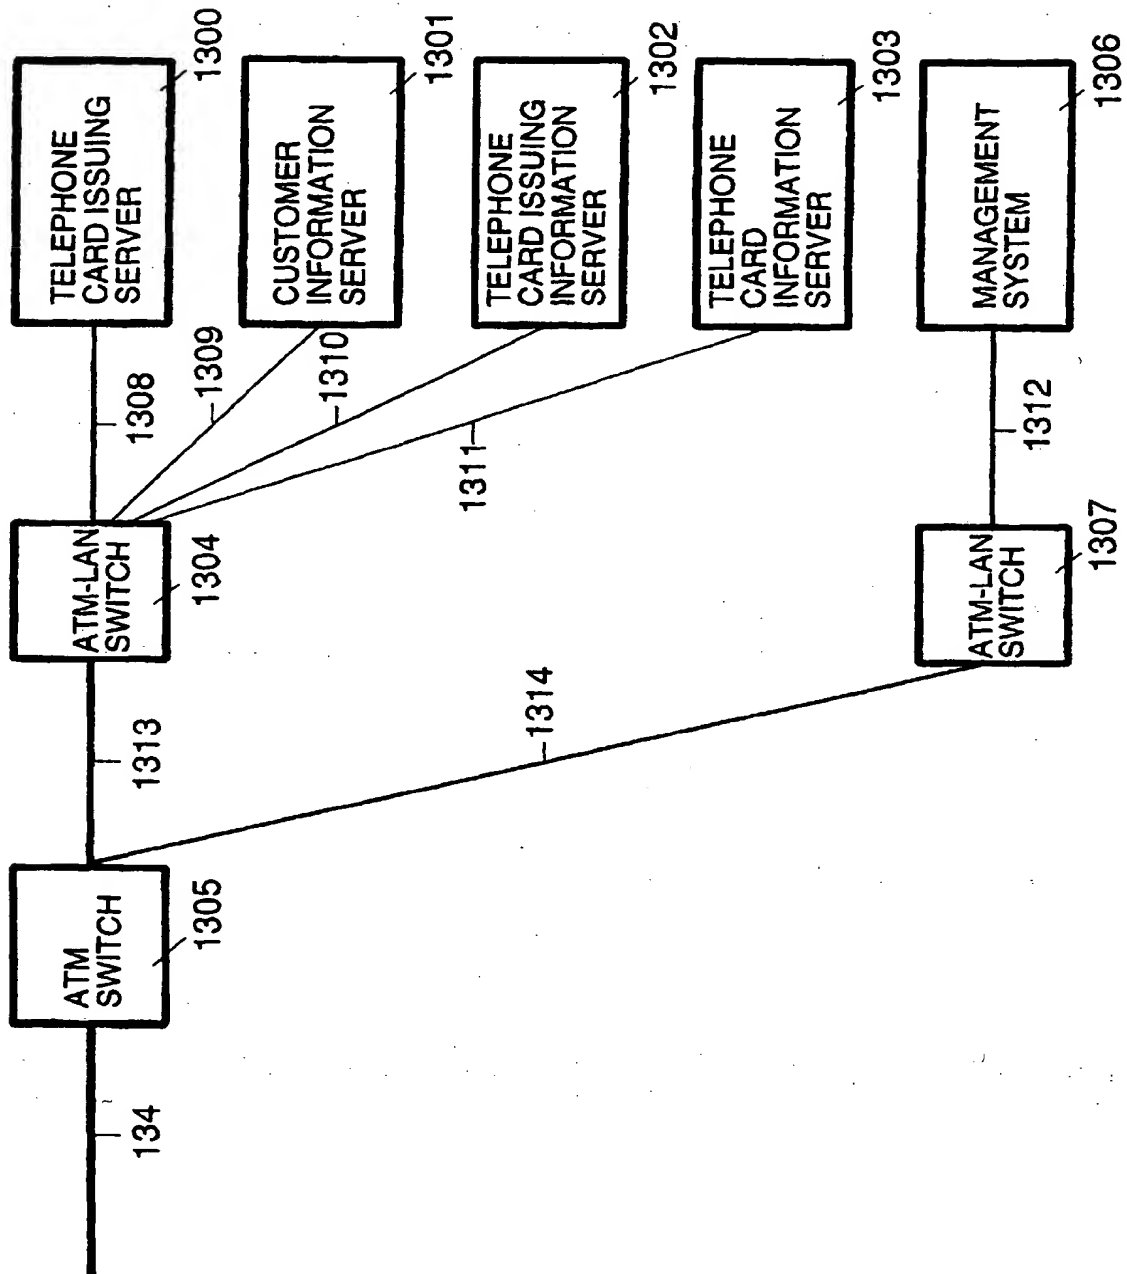 TELEPHONE
CARD ISSUING
SERVER
1300
CUSTOMER
INFORMATION
SERVER
1301
TELEPHONE
CARD ISSUING
INFORMATION
SERVER
1302
TELEPHONE
CARD
INFORMATION
SERVER
1303
MANAGEMENT
SYSTEM
1306
1308
1309
1310
1311
1312
ATM-LAN
SWITCH
1304
ATM-LAN
SWITCH
1307
1313
1314
ATM
SWITCH
1305
134